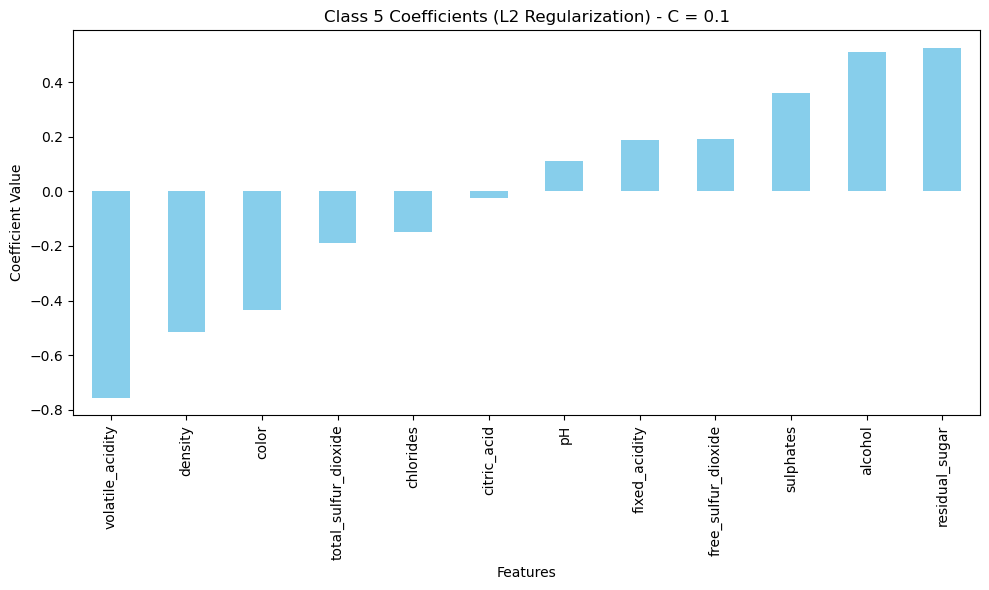 Class 5 Coefficients (L2 Regularization) - C = 0.1
Coefficient Value
0.4
0.2
0.0
−0.2
−0.4
−0.6
−0.8
volatile_acidity
density
color
total_sulfur_dioxide
chlorides
citric_acid
pH
fixed_acidity
free_sulfur_dioxide
sulphates
alcohol
residual_sugar
Features